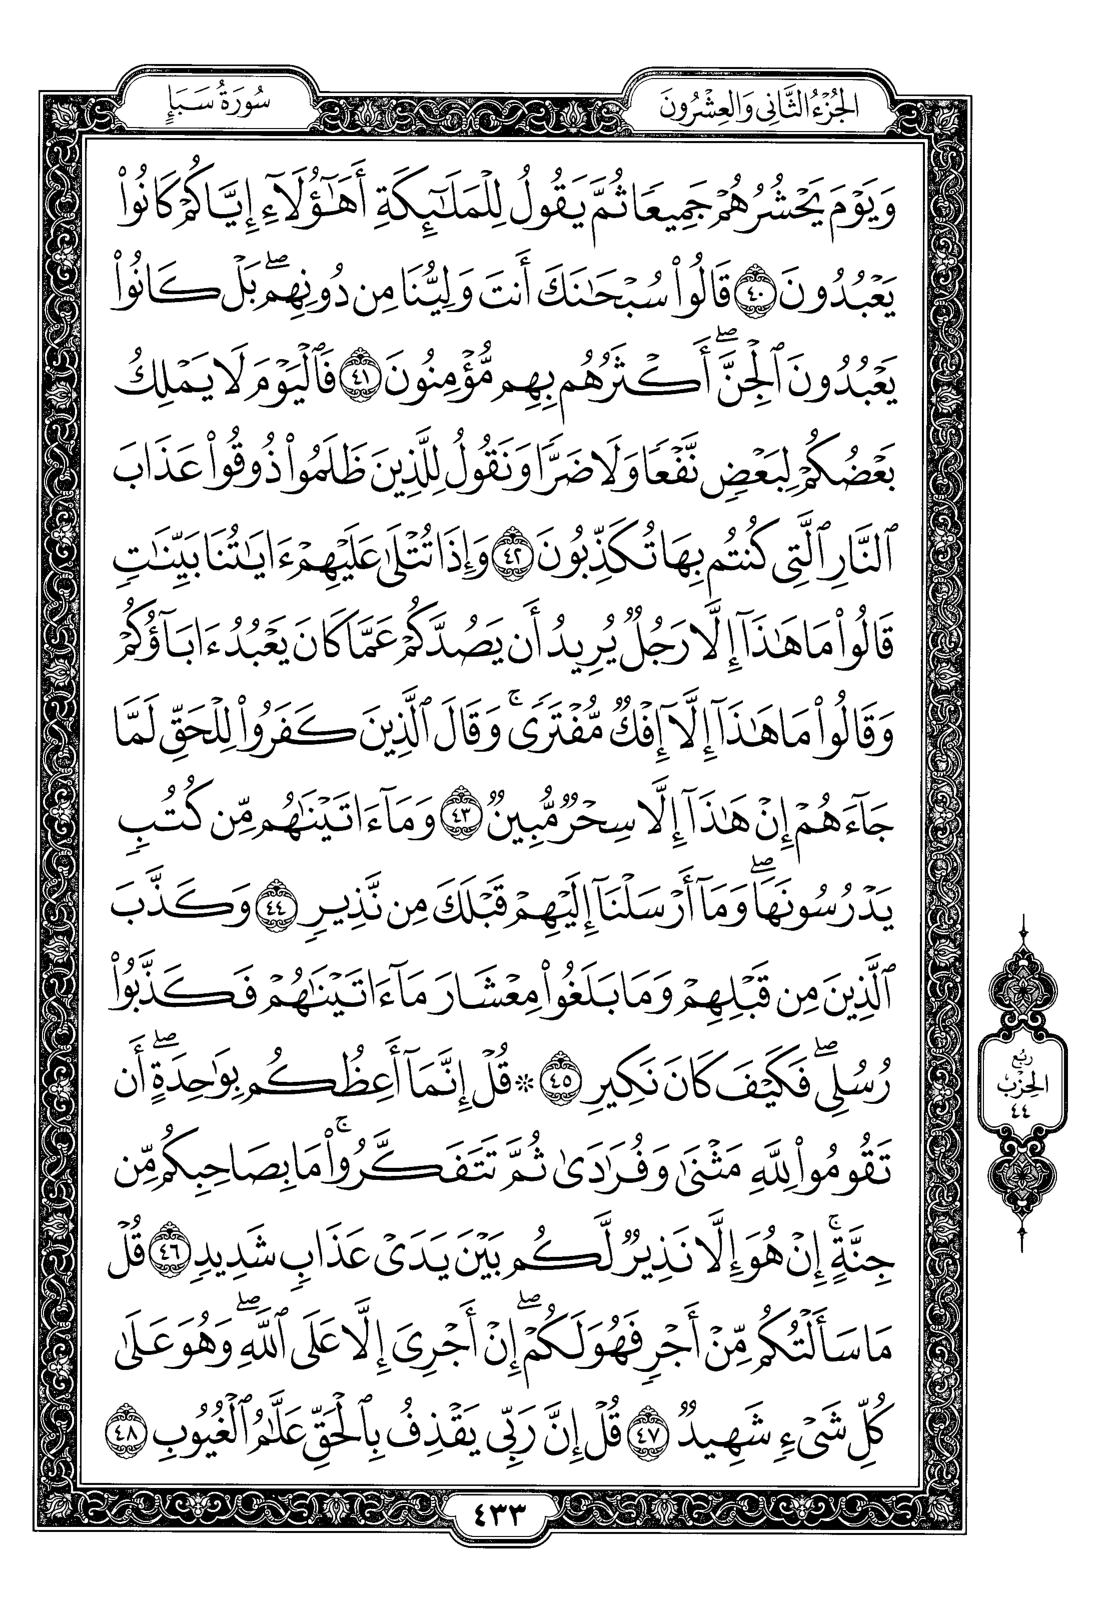 الجُزْءُ الثَّانِي وَالعِشْرُونَ
سُورَةُ سَبَإٍ
وَيَوْمَ يَحْشُرُهُمْ جَمِيعًا ثُمَّ يَقُولُ لِلْمَلَٰٓئِكَةِ أَهَٰٓؤُلَآءِ إِيَّاكُمْ كَانُوا۟
يَعْبُدُونَ ٤٠ قَالُوا۟ سُبْحَٰنَكَ أَنتَ وَلِيُّنَا مِن دُونِهِمۖ بَلْ كَانُوا۟
يَعْبُدُونَ ٱلْجِنَّۖ أَكْثَرُهُم بِهِم مُّؤْمِنُونَ ٤١ فَٱلْيَوْمَ لَا يَمْلِكُ
بَعْضُكُمْ لِبَعْضٍ نَّفْعًا وَلَا ضَرًّا وَنَقُولُ لِلَّذِينَ ظَلَمُوا۟ ذُوقُوا۟ عَذَابَ
ٱلنَّارِ ٱلَّتِى كُنتُم بِهَا تُكَذِّبُونَ ٤٢ وَإِذَا تُتْلَىٰ عَلَيْهِمْ ءَايَٰتُنَا بَيِّنَٰتٍ
قَالُوا۟ مَا هَٰذَآ إِلَّا رَجُلٌ يُرِيدُ أَن يَصُدَّكُمْ عَمَّا كَانَ يَعْبُدُ ءَابَآؤُكُمْ
وَقَالُوا۟ مَا هَٰذَآ إِلَّآ إِفْكٌ مُّفْتَرًىۚ وَقَالَ ٱلَّذِينَ كَفَرُوا۟ لِلْحَقِّ لَمَّا
جَآءَهُمْ إِنْ هَٰذَآ إِلَّا سِحْرٌ مُّبِينٌ ٤٣ وَمَآ ءَاتَيْنَٰهُم مِّن كُتُبٍ
يَدْرُسُونَهَاۖ وَمَآ أَرْسَلْنَآ إِلَيْهِمْ قَبْلَكَ مِن نَّذِيرٍ ٤٤ وَكَذَّبَ
ٱلَّذِينَ مِن قَبْلِهِمْ وَمَا بَلَغُوا۟ مِعْشَارَ مَآ ءَاتَيْنَٰهُمْ فَكَذَّبُوا۟
رُسُلِىۖ فَكَيْفَ كَانَ نَكِيرِ ٤٥ ۞ قُلْ إِنَّمَآ أَعِظُكُم بِوَٰحِدَةٍۖ أَن
تَقُومُوا۟ لِلَّهِ مَثْنَىٰ وَفُرَٰدَىٰ ثُمَّ تَتَفَكَّرُوا۟ۚ مَا بِصَاحِبِكُم مِّن
جِنَّةٍۚ إِنْ هُوَ إِلَّا نَذِيرٌ لَّكُم بَيْنَ يَدَىْ عَذَابٍ شَدِيدٍ ٤٦ قُلْ
مَا سَأَلْتُكُم مِّنْ أَجْرٍ فَهُوَ لَكُمْۖ إِنْ أَجْرِىَ إِلَّا عَلَى ٱللَّهِۖ وَهُوَ عَلَىٰ
كُلِّ شَىْءٍ شَهِيدٌ ٤٧ قُلْ إِنَّ رَبِّى يَقْذِفُ بِٱلْحَقِّ عَلَّٰمُ ٱلْغُيُوبِ ٤٨
رُبُع
الحِزْب
٤٤
٤٣٣